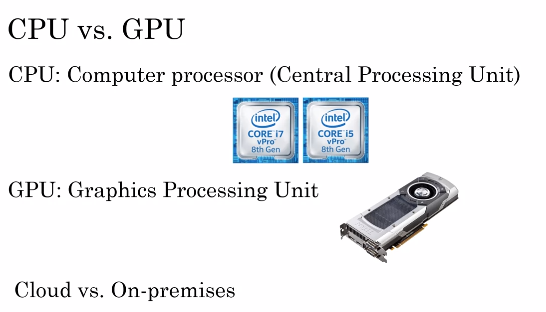 CPU vs. GPU
CPU: Computer processor (Central Processing Unit)
intel
CORE i7
vPro
8th Gen
intel
CORE i5
vPro
8th Gen
GPU: Graphics Processing Unit
Cloud vs. On-premises